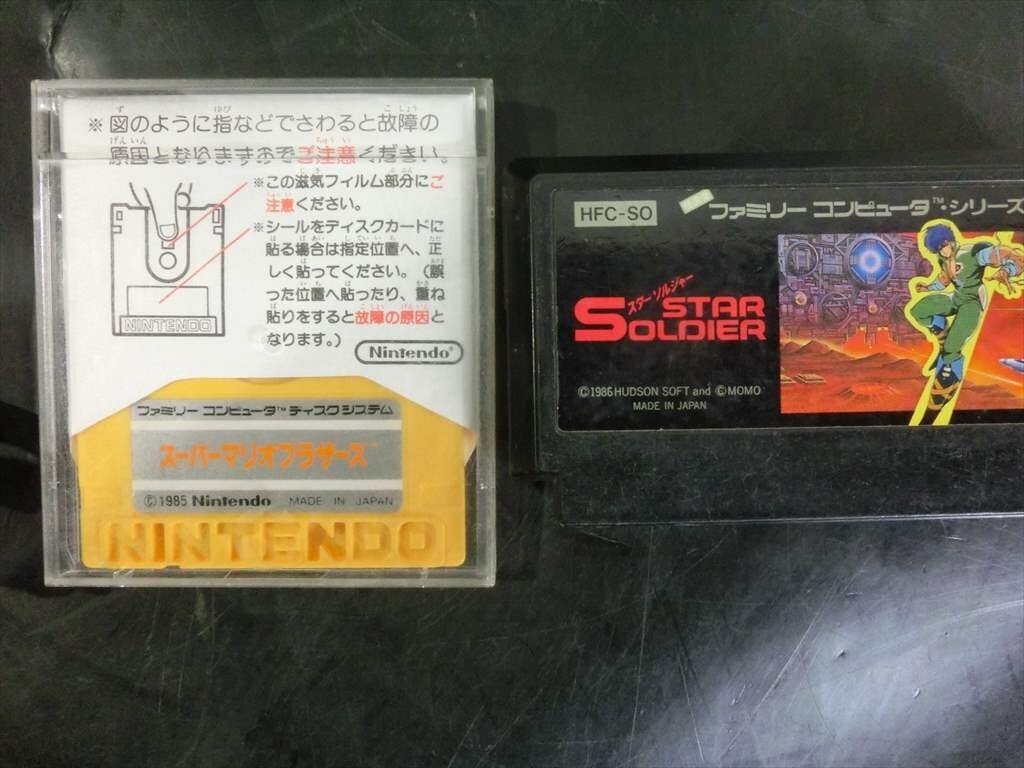 ※図のように指などでさわると故障の
原因となりますのでご注意ください。
※この滋気フィルム部分にご
注意ください。
※シールをディスクカードに
貼る場合は指定位置へ、正
しく貼ってください。(誤
った位置へ貼ったり、重ね
貼りをすると故障の原因と
なります。)
NINTENDO
Nintendo®
ファミリー コンピュータ™ ディスク システム
スーパーマリオブラザーズ™
©1985 Nintendo MADE IN JAPAN
NINTENDO
HFC-SO
ファミリー コンピュータ™・シリーズ
スター・ソルジャー
STAR
SOLDIER
©1986 HUDSON SOFT and ©MOMO
MADE IN JAPAN